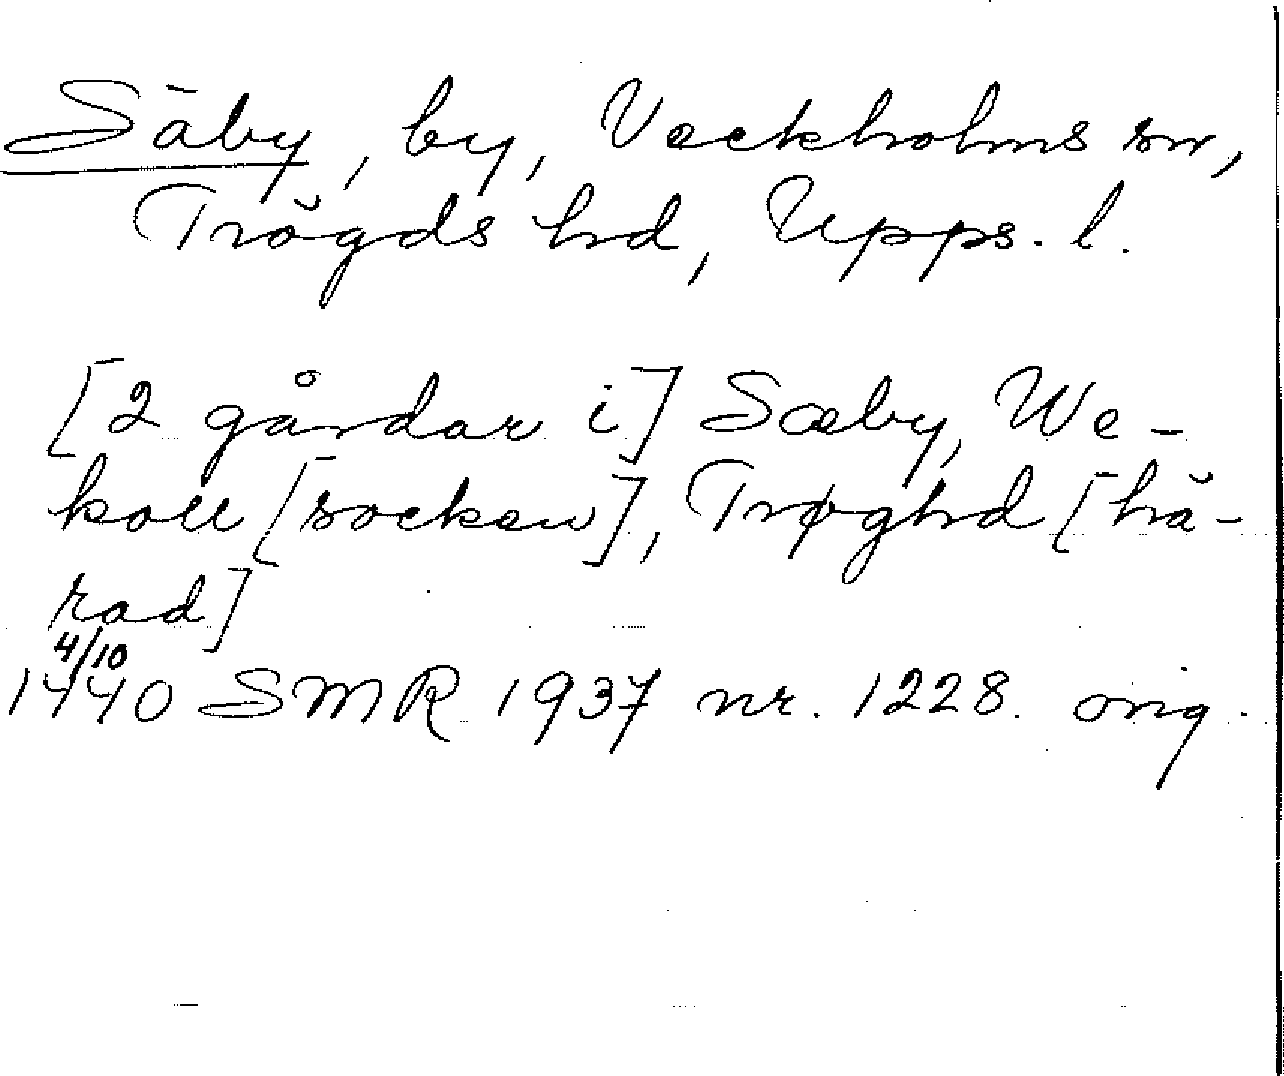 Säby, by, Veckholms sn,
Trögds hd, Upps. l.
[2 gårdar i] Sæby, We-
koll [socken], Trøghd [hä-
rad]
4/10
1440 SMR 1937 nr. 1228. orig.